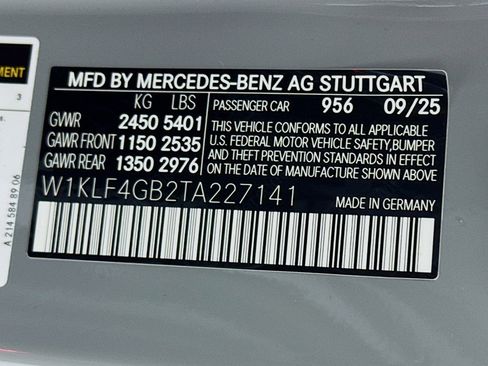 MENT
3
MFD BY MERCEDES-BENZ AG STUTTGART
KG LBS
PASSENGER CAR 956 09/25
GVWR 2450 5401
GAWR FRONT 1150 2535
GAWR REAR 1350 2976
THIS VEHICLE CONFORMS TO ALL APPLICABLE
U.S. FEDERAL MOTOR VEHICLE SAFETY,BUMPER
AND THEFT PREVENTION STANDARDS IN EFFECT
ON THE DATE OF MANUFACTURE SHOWN ABOVE.
W1KLF4GB2TA227141
MADE IN GERMANY
A 214 584 89 06